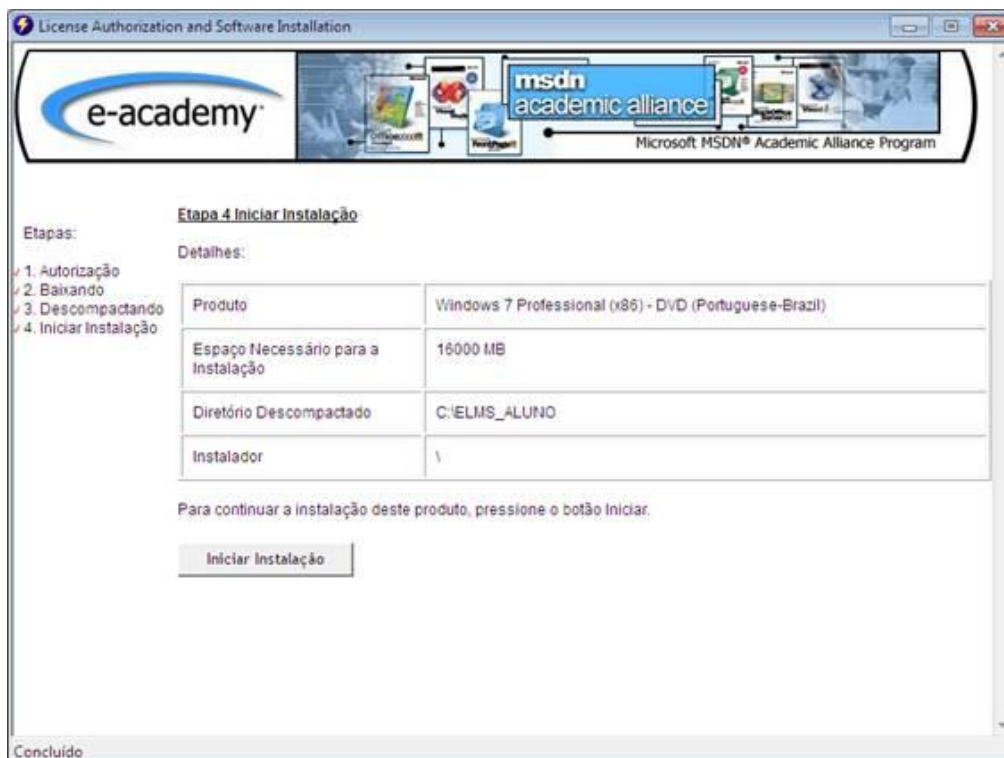 License Authorization and Software Installation
e-academy
msdn
academic alliance
Microsoft MSDN® Academic Alliance Program
Etapas:
1. Autorização
2. Baixando
3. Descompactando
4. Iniciar Instalação
Etapa 4 Iniciar Instalação
Detalhes:
Produto
Windows 7 Professional (x86) - DVD (Portuguese-Brazil)
Espaço Necessário para a
Instalação
16000 MB
Diretório Descompactado
C:\ELMS_ALUNO
Instalador
\
Para continuar a instalação deste produto, pressione o botão Iniciar.
Iniciar Instalação
Concluído